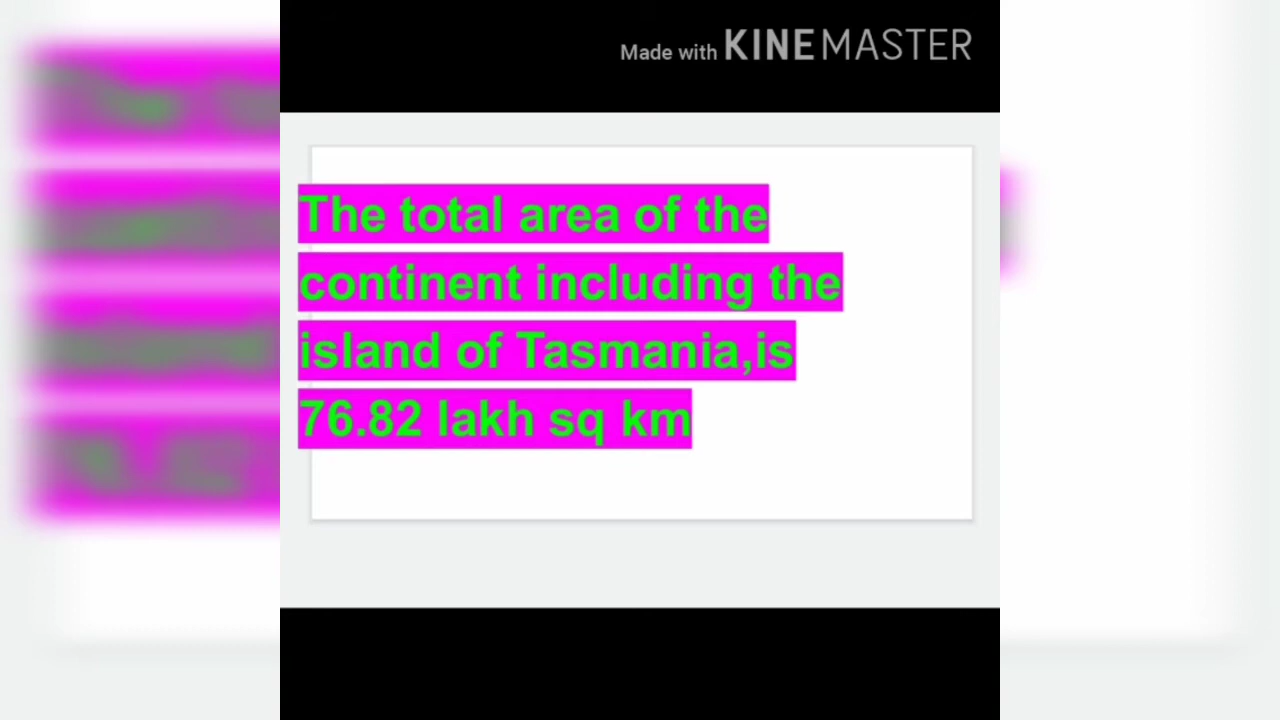 Made with KINEMASTER
The total area of the
continent including the
island of Tasmania,is
76.82 lakh sq km